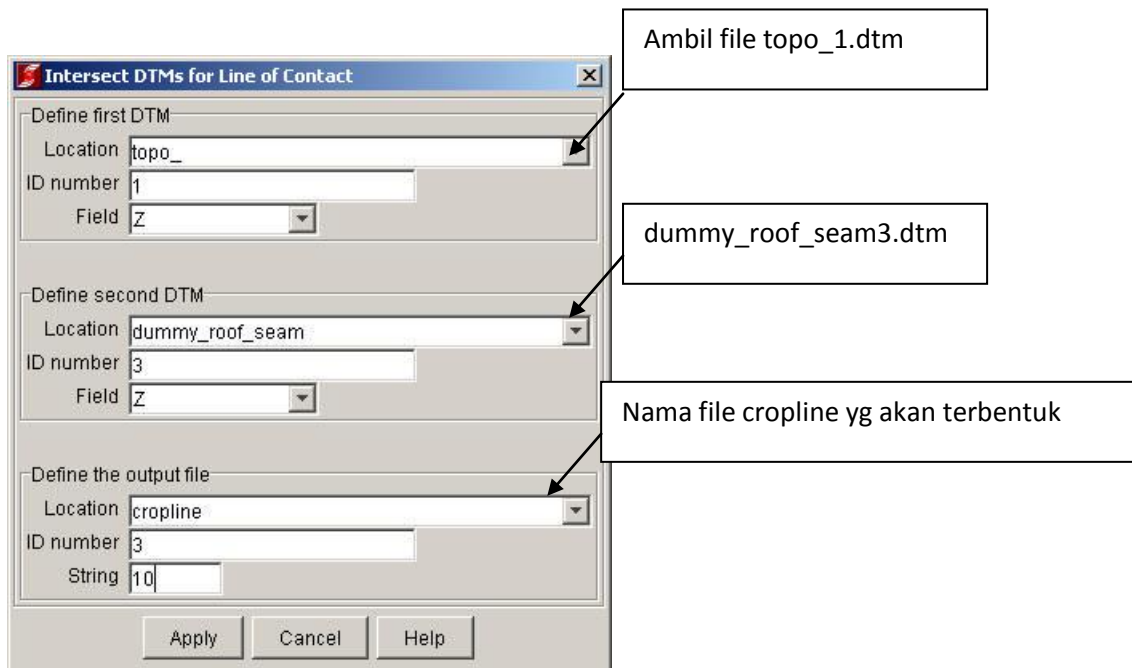 Ambil file topo_1.dtm
Intersect DTMs for Line of Contact
Define first DTM
Location topo_
ID number 1
Field Z
dummy_roof_seam3.dtm
Define second DTM
Location dummy_roof_seam
ID number 3
Field Z
Nama file cropline yg akan terbentuk
Define the output file
Location cropline
ID number 3
String 10
Apply Cancel Help